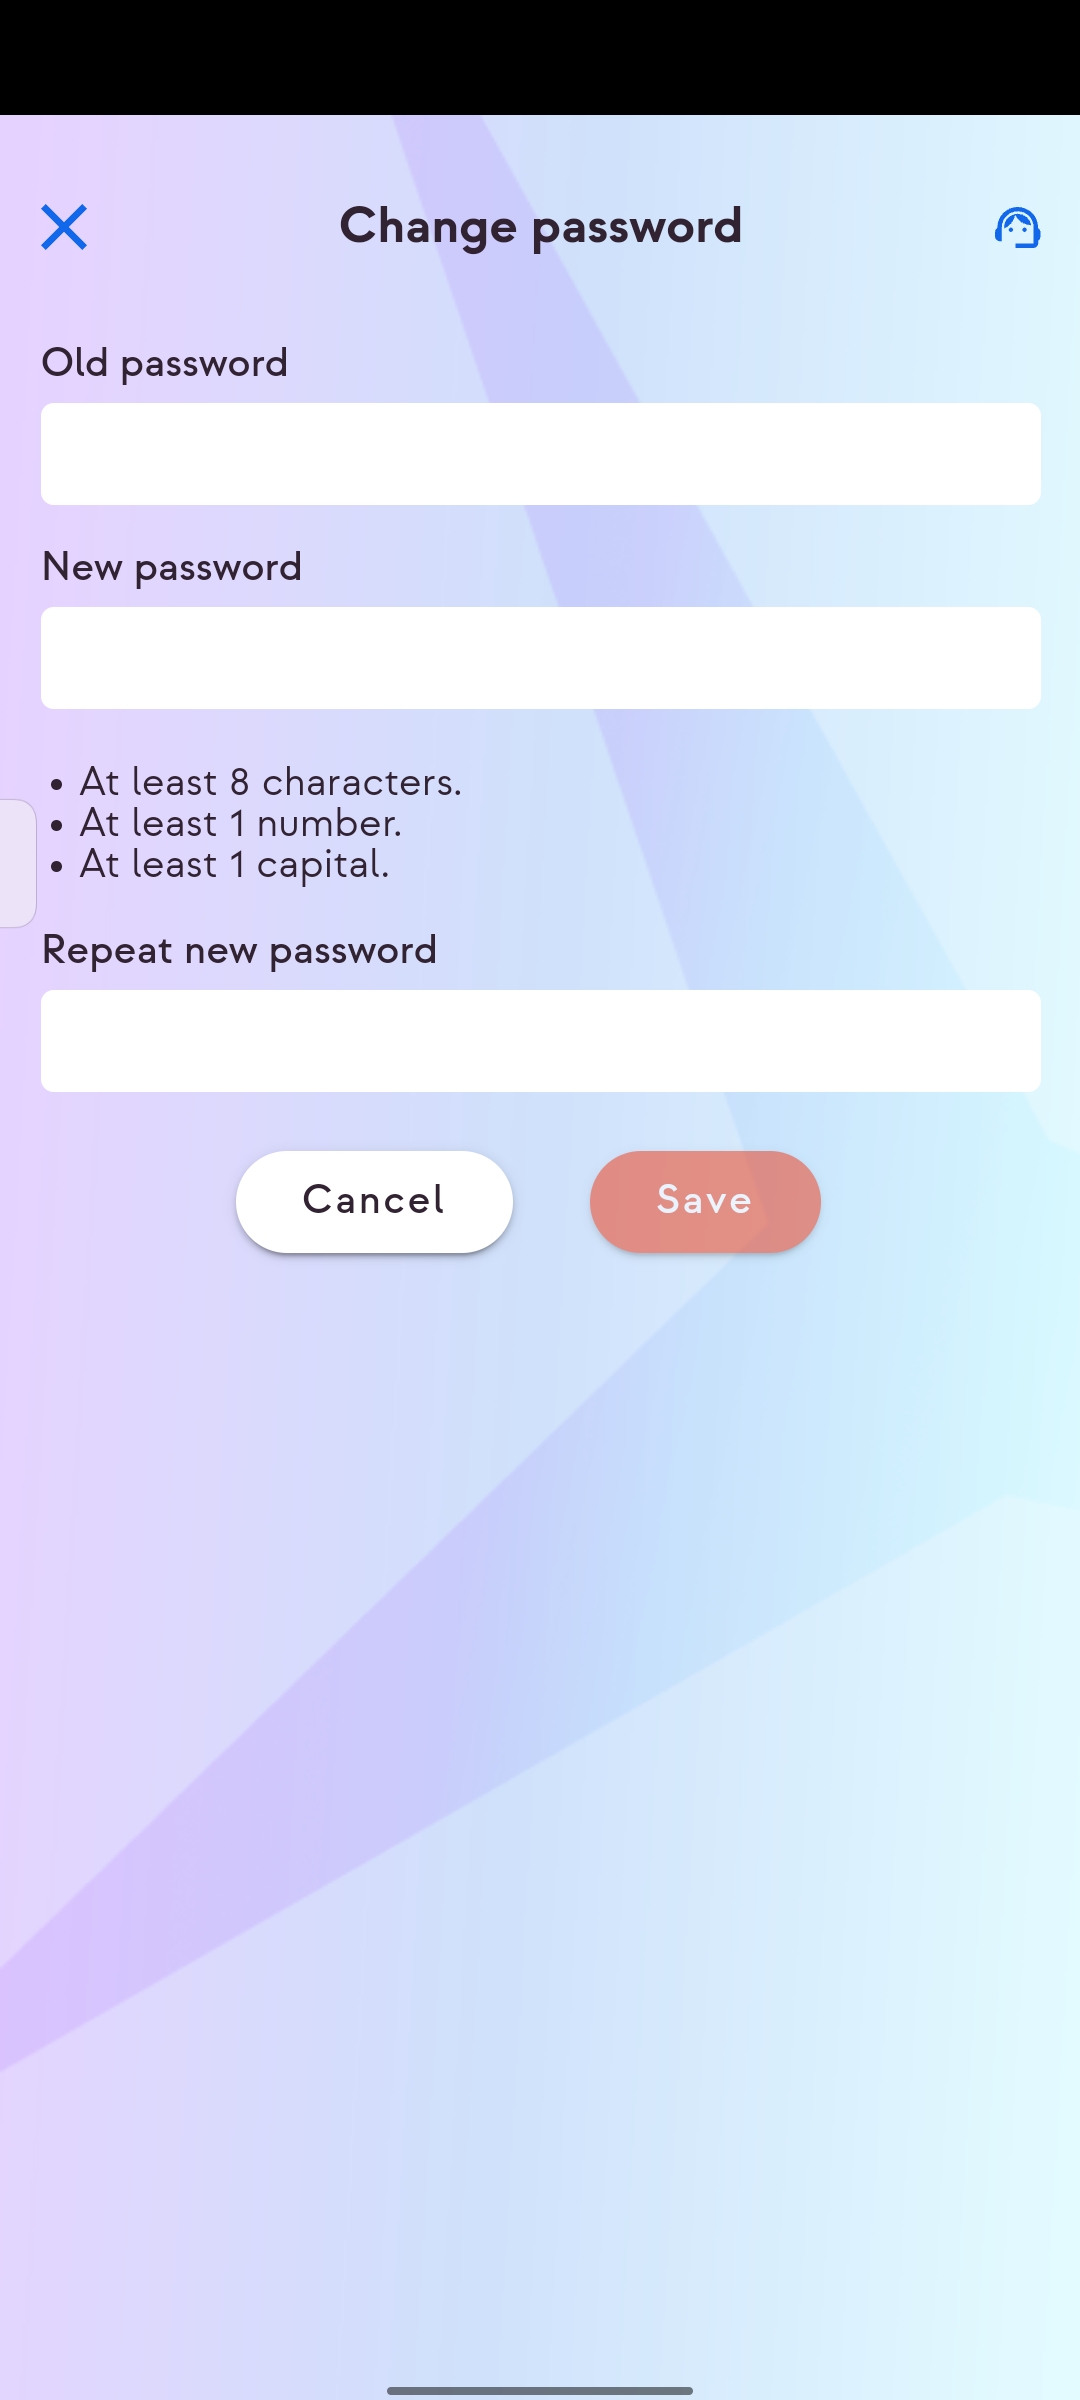 Change password
Old password
New password
• At least 8 characters.
• At least 1 number.
• At least 1 capital.
Repeat new password
Cancel
Save